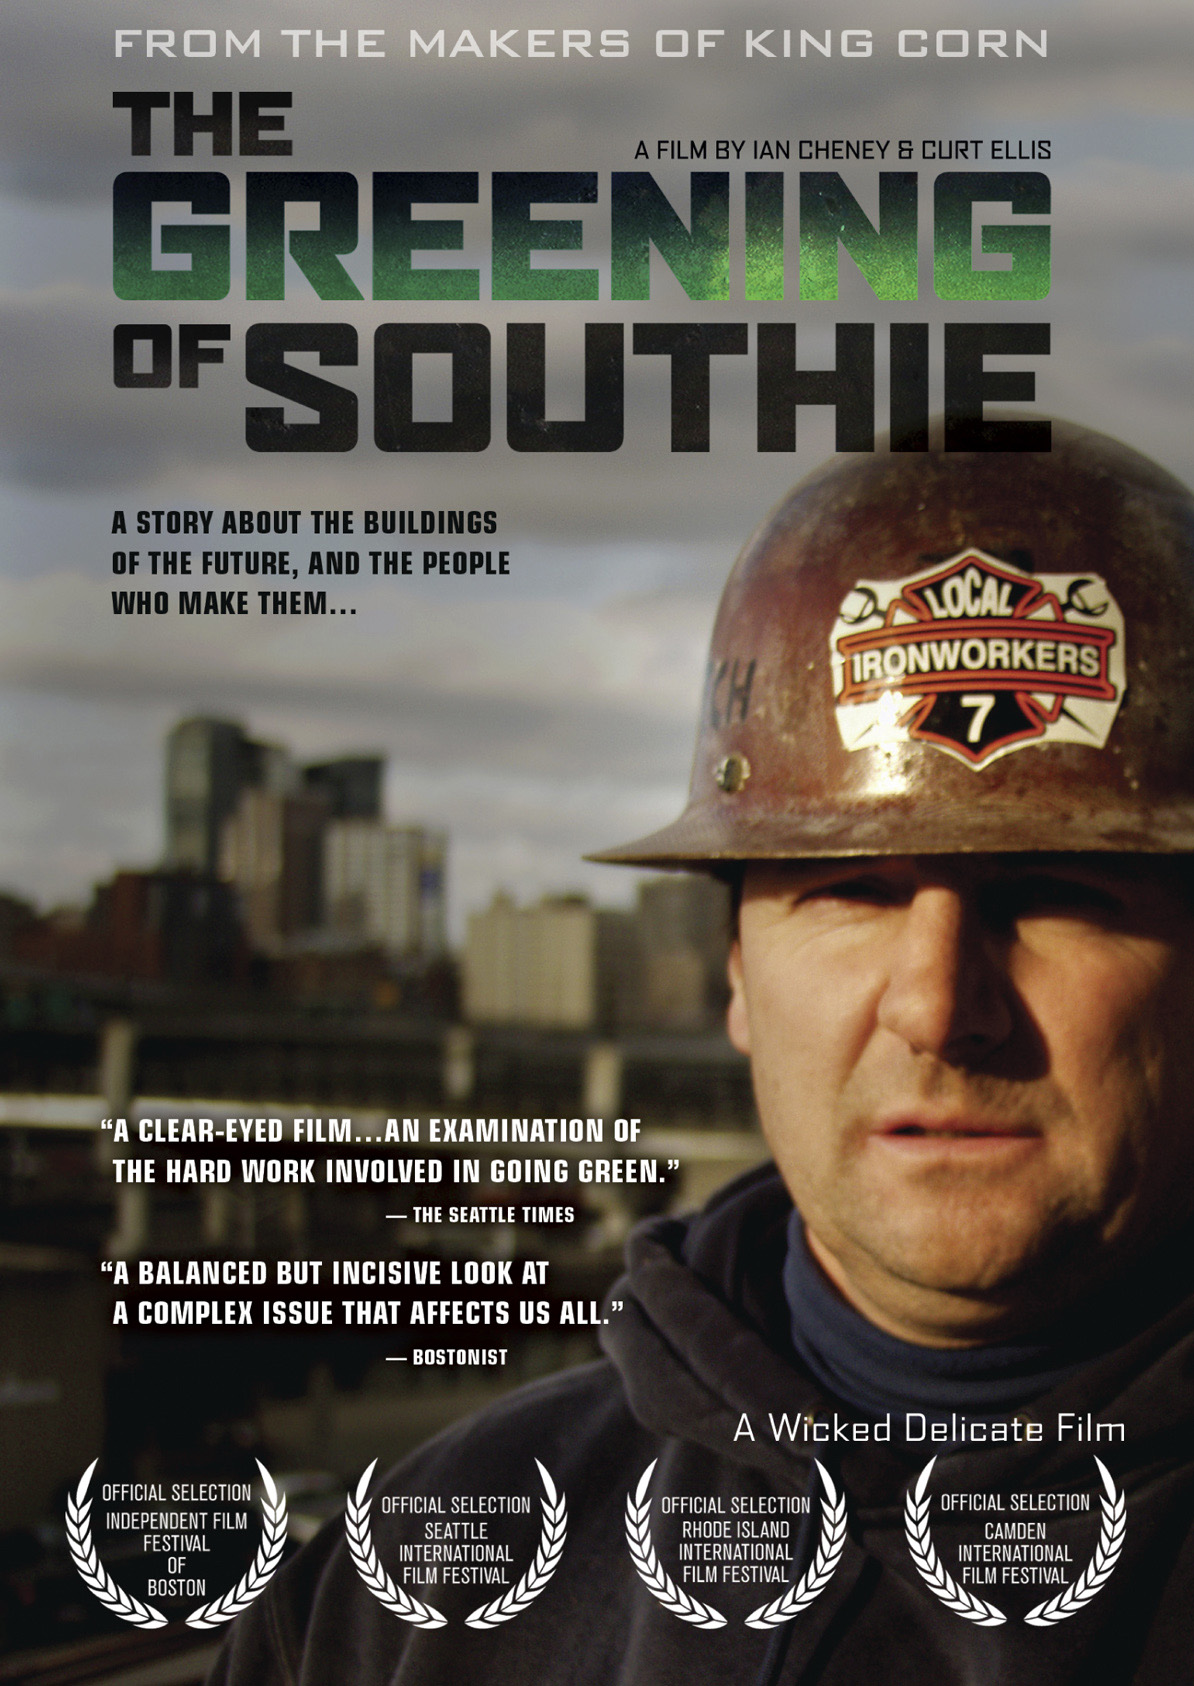 FROM THE MAKERS OF KING CORN
THE
A FILM BY IAN CHENEY & CURT ELLIS
GREENING
OF SOUTHIE
A STORY ABOUT THE BUILDINGS
OF THE FUTURE, AND THE PEOPLE
WHO MAKE THEM...
LOCAL
IRONWORKERS
7
“A CLEAR-EYED FILM...AN EXAMINATION OF
THE HARD WORK INVOLVED IN GOING GREEN.”
— THE SEATTLE TIMES
“A BALANCED BUT INCISIVE LOOK AT
A COMPLEX ISSUE THAT AFFECTS US ALL.”
— BOSTONIST
A Wicked Delicate Film
OFFICIAL SELECTION
INDEPENDENT FILM
FESTIVAL
OF
BOSTON
OFFICIAL SELECTION
SEATTLE
INTERNATIONAL
FILM FESTIVAL
OFFICIAL SELECTION
RHODE ISLAND
INTERNATIONAL
FILM FESTIVAL
OFFICIAL SELECTION
CAMDEN
INTERNATIONAL
FILM FESTIVAL